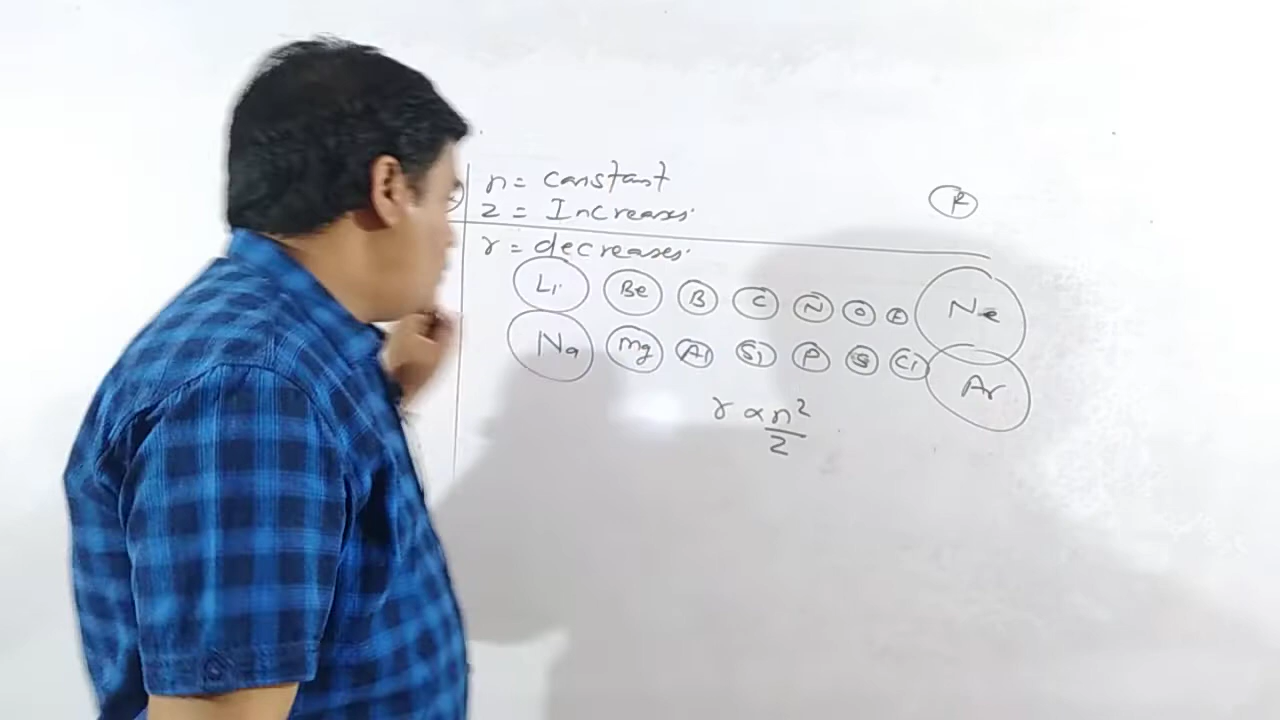 n = constant
Z = Increases
r = decreases
Li Be B C N O F Ne
Na Mg Al Si P S Cl Ar
r ∝ n²
Z